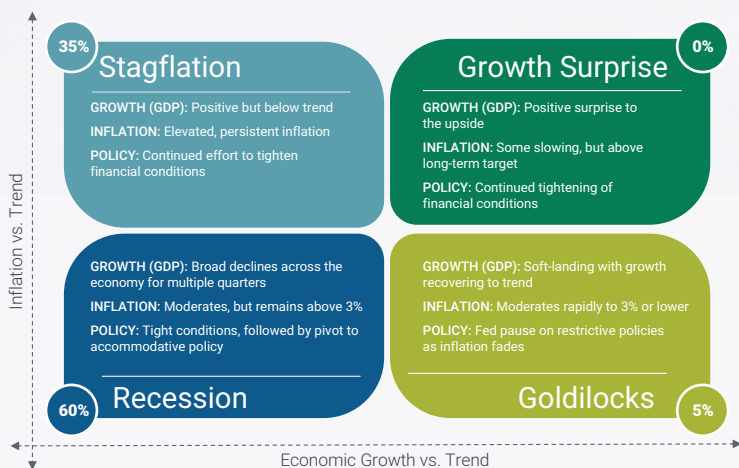 35%
Stagflation
GROWTH (GDP): Positive but below trend
INFLATION: Elevated, persistent inflation
POLICY: Continued effort to tighten
financial conditions
0%
Growth Surprise
GROWTH (GDP): Positive surprise to
the upside
INFLATION: Some slowing, but above
long-term target
POLICY: Continued tightening of
financial conditions
Inflation vs. Trend
GROWTH (GDP): Broad declines across the
economy for multiple quarters
INFLATION: Moderates, but remains above 3%
POLICY: Tight conditions, followed by pivot to
accommodative policy
Recession
60%
GROWTH (GDP): Soft-landing with growth
recovering to trend
INFLATION: Moderates rapidly to 3% or lower
POLICY: Fed pause on restrictive policies
as inflation fades
Goldilocks
5%
Economic Growth vs. Trend